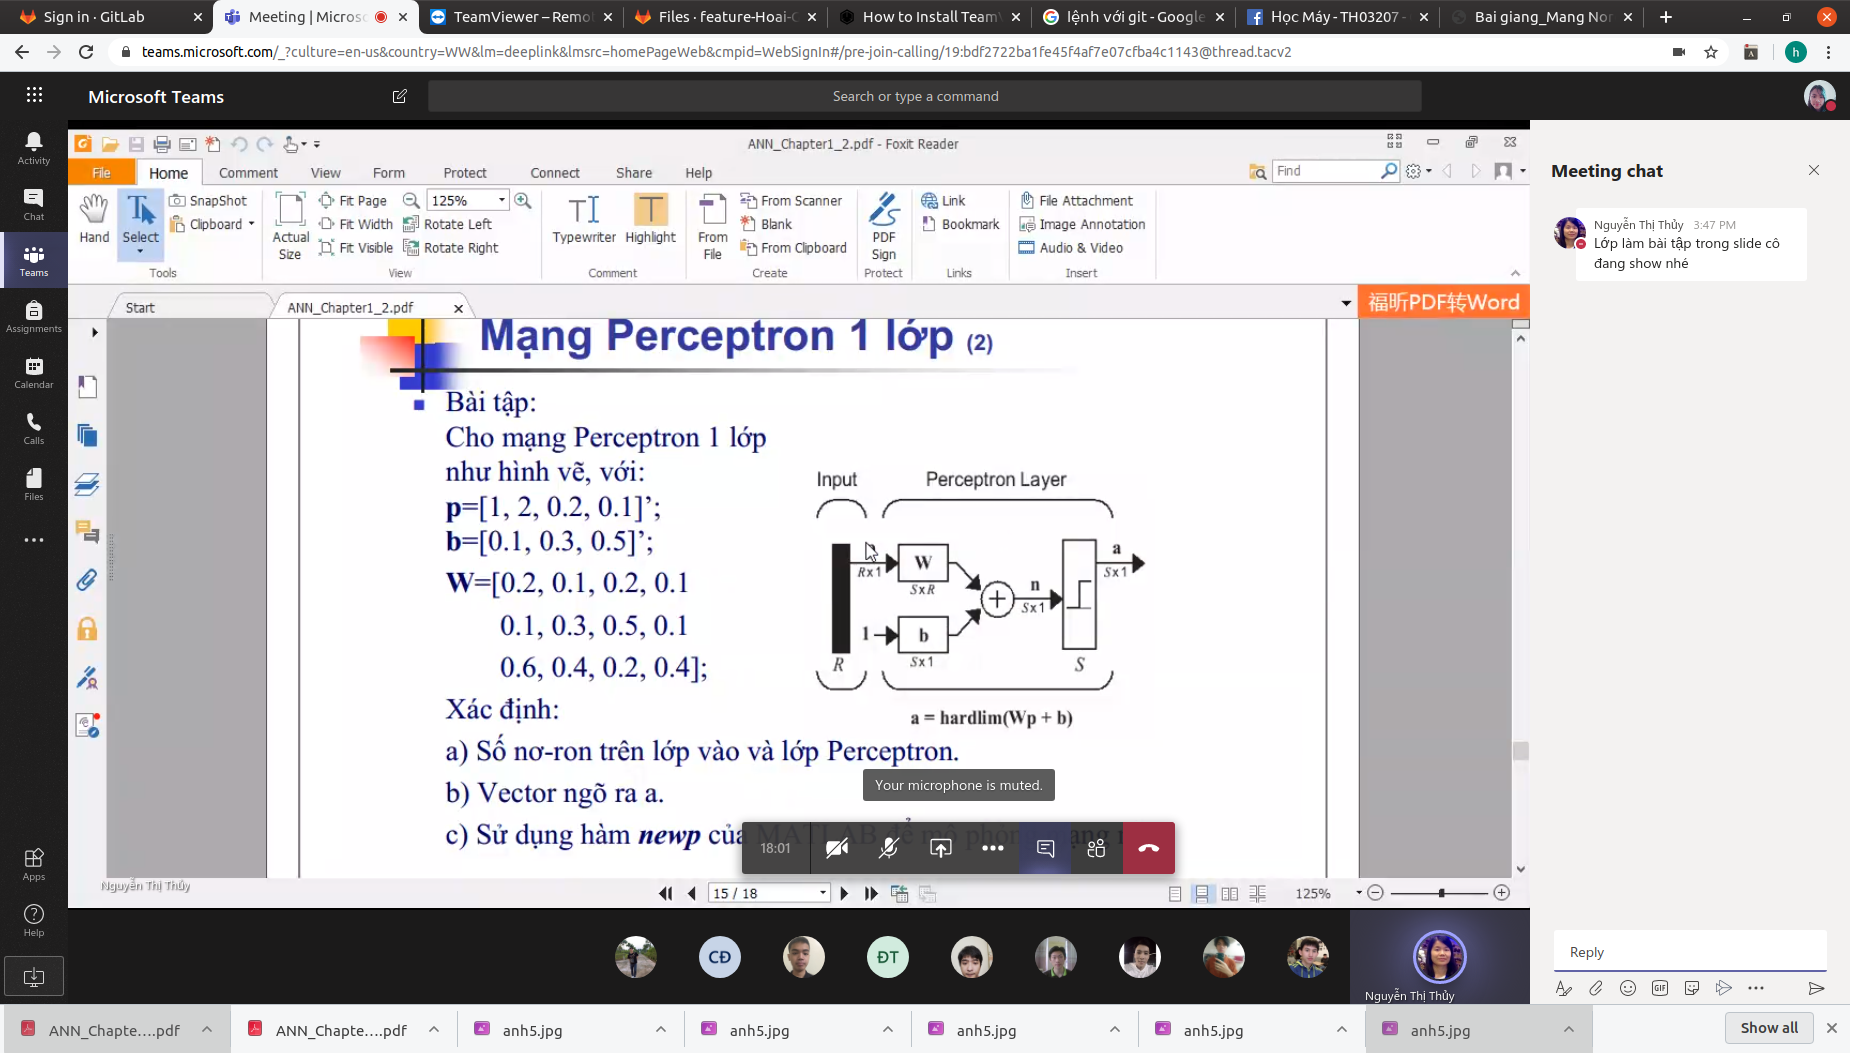 Sign in · GitLab
Meeting | Micros
TeamViewer – Remo
Files · feature-Hoai-
How to Install Team
lệnh với git - Google
Học Máy - TH03207 -
Bai giang_Mang Nor
teams.microsoft.com/_?culture=en-us&country=WW&lm=deeplink&lmsrc=homePageWeb&cmpid=WebSignIn#/pre-join-calling/19:bdf2722ba1fe45f4af7e07cfba4c1143@thread.tacv2
h
Microsoft Teams
Search or type a command
Activity
Chat
Teams
Assignments
Calendar
Calls
Files
Apps
Help
ANN_Chapter1_2.pdf - Foxit Reader
File
Home
Comment
View
Form
Protect
Connect
Share
Help
Find
Hand
Select
SnapShot
Clipboard
Tools
Actual Size
Fit Page
Fit Width
Fit Visible
125%
Rotate Left
Rotate Right
View
Typewriter
Highlight
Comment
From File
From Scanner
Blank
From Clipboard
Create
PDF Sign
Protect
Link
Bookmark
Links
File Attachment
Image Annotation
Audio & Video
Insert
Start
ANN_Chapter1_2.pdf
福昕PDF转Word
Mạng Perceptron 1 lớp (2)
Bài tập:
Cho mạng Perceptron 1 lớp
như hình vẽ, với:
p=[1, 2, 0.2, 0.1]’;
b=[0.1, 0.3, 0.5]’;
W=[0.2, 0.1, 0.2, 0.1
0.1, 0.3, 0.5, 0.1
0.6, 0.4, 0.2, 0.4];
Xác định:
a) Số nơ-ron trên lớp vào và lớp Perceptron.
b) Vector ngõ ra a.
c) Sử dụng hàm newp của MATLAB để mô phỏng mạng
Input
Perceptron Layer
Rx1
W
SxR
1
b
Sx1
n
Sx1
a
Sx1
R
S
a = hardlim(Wp + b)
Your microphone is muted.
18:01
Nguyễn Thị Thủy
15 / 18
125%
CĐ
ĐT
Nguyễn Thị Thủy
Meeting chat
Nguyễn Thị Thủy 3:47 PM
Lớp làm bài tập trong slide cô
đang show nhé
Reply
GIF
ANN_Chapte....pdf
ANN_Chapte....pdf
anh5.jpg
anh5.jpg
anh5.jpg
anh5.jpg
anh5.jpg
Show all